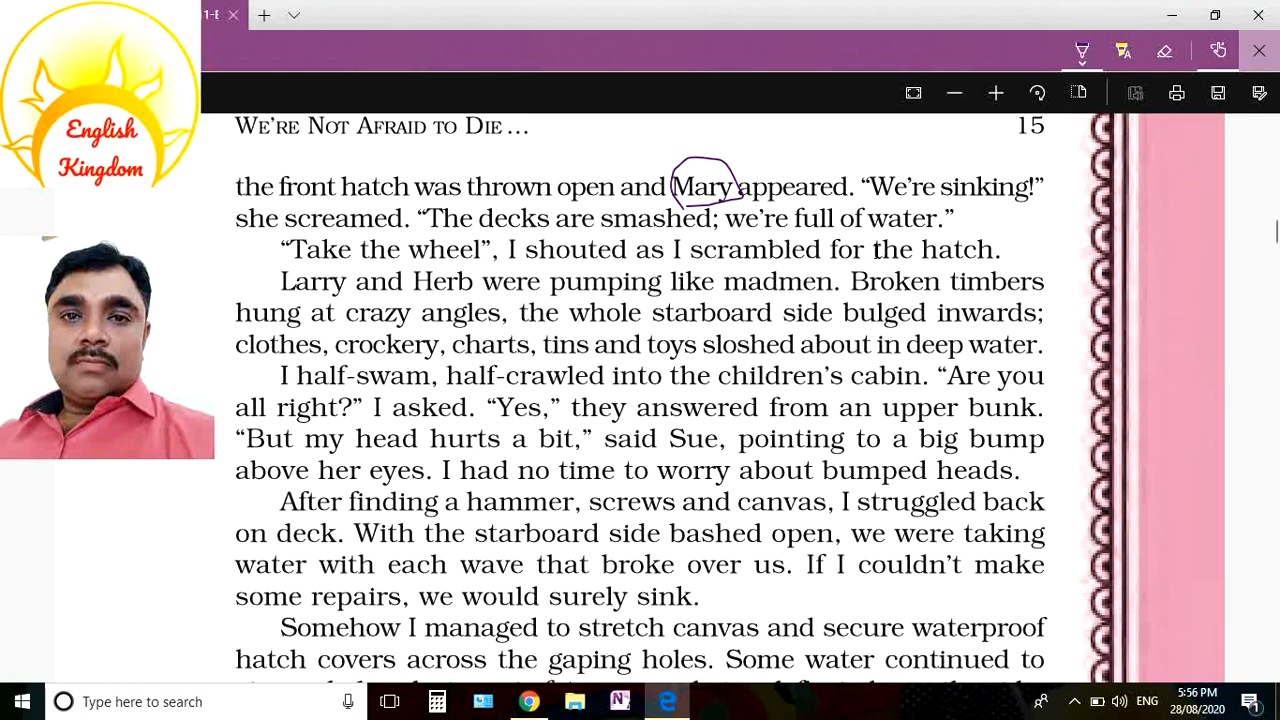 1-E
English
Kingdom
WE'RE NOT AFRAID TO DIE ...
15
the front hatch was thrown open and Mary appeared. “We're sinking!”
she screamed. “The decks are smashed; we're full of water.”
“Take the wheel”, I shouted as I scrambled for the hatch.
Larry and Herb were pumping like madmen. Broken timbers
hung at crazy angles, the whole starboard side bulged inwards;
clothes, crockery, charts, tins and toys sloshed about in deep water.
I half-swam, half-crawled into the children's cabin. “Are you
all right?” I asked. “Yes,” they answered from an upper bunk.
“But my head hurts a bit,” said Sue, pointing to a big bump
above her eyes. I had no time to worry about bumped heads.
After finding a hammer, screws and canvas, I struggled back
on deck. With the starboard side bashed open, we were taking
water with each wave that broke over us. If I couldn't make
some repairs, we would surely sink.
Somehow I managed to stretch canvas and secure waterproof
hatch covers across the gaping holes. Some water continued to
Type here to search
ENG
5:56 PM
28/08/2020